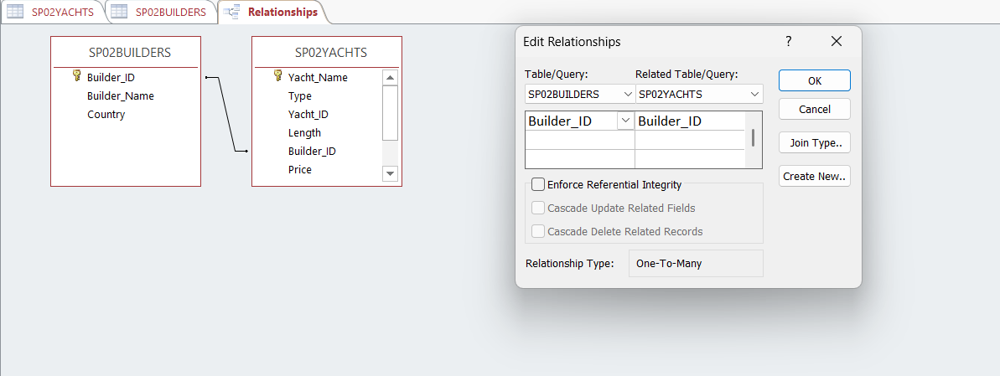 SP02YACHTS SP02BUILDERS Relationships
SP02BUILDERS
Builder_ID
Builder_Name
Country
SP02YACHTS
Yacht_Name
Type
Yacht_ID
Length
Builder_ID
Price
Edit Relationships ?
Table/Query: Related Table/Query:
SP02BUILDERS SP02YACHTS
Builder_ID Builder_ID
Enforce Referential Integrity
Cascade Update Related Fields
Cascade Delete Related Records
Relationship Type: One-To-Many
OK
Cancel
Join Type..
Create New..